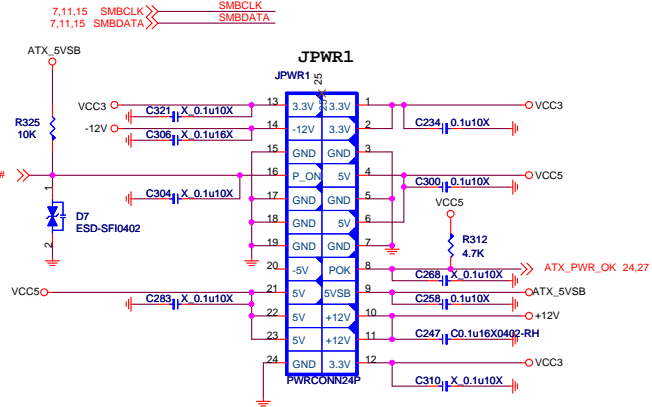 7,11,15 SMBCLK SMBCLK
7,11,15 SMBDATA SMBDATA
ATX_5VSB
JPWR1
JPWR1
25
VCC3 C321 X_0.1u10X 13 3.3V 3.3V 1 VCC3
R325
10K
-12V C306 X_0.1u16X 14 -12V 3.3V 2 C234 0.1u10X
15 GND GND 3
# 16 P_ON 5V 4 VCC5
C304 X_0.1u10X 17 GND GND 5 C300 0.1u10X
1
D7
ESD-SFI0402
2
18 GND 5V 6 VCC5
19 GND GND 7 R312
4.7K
20 -5V POK 8 ATX_PWR_OK 24,27
C268 X_0.1u10X
VCC5 21 5V 5VSB 9 ATX_5VSB
C283 X_0.1u10X C258 0.1u10X
22 5V +12V 10 +12V
23 5V +12V 11 C247 C0.1u16X0402-RH
24 GND 3.3V 12 VCC3
PWRCONN24P
C310 X_0.1u10X